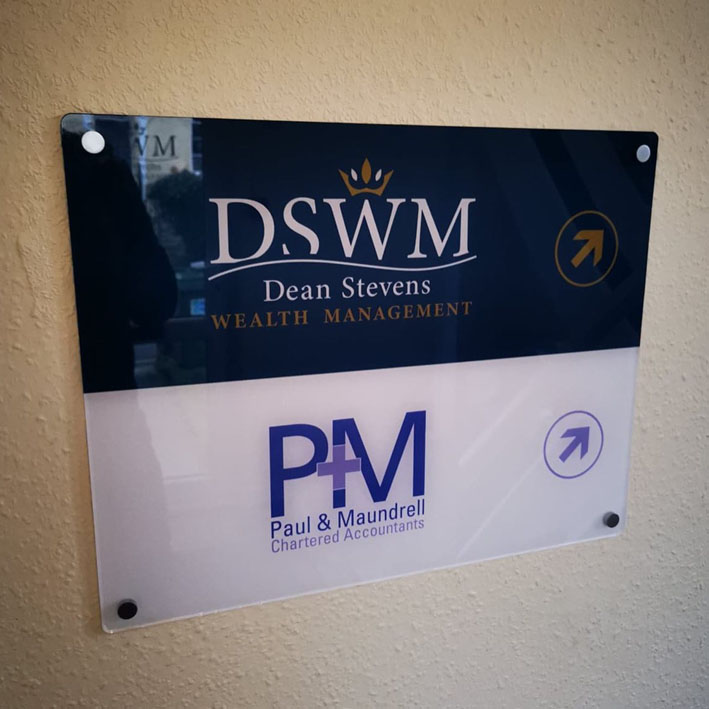 DSWM
Dean Stevens
WEALTH MANAGEMENT
P+M
Paul & Maundrell
Chartered Accountants